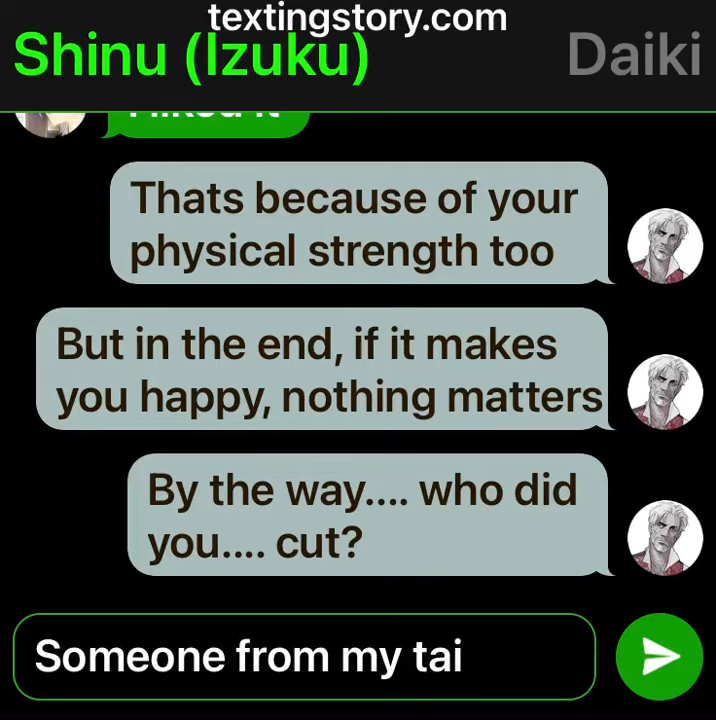 textingstory.com
Shinu (Izuku)
Daiki
Thats because of your
physical strength too
But in the end, if it makes
you happy, nothing matters
By the way.... who did
you.... cut?
Someone from my tai